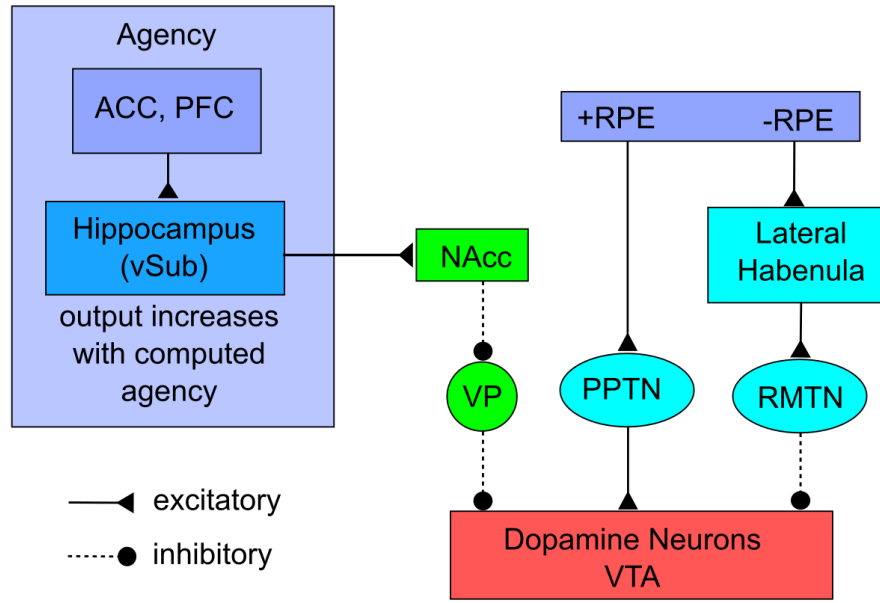 Agency
ACC, PFC
Hippocampus
(vSub)
output increases
with computed
agency
NAcc
VP
+RPE
-RPE
Lateral
Habenula
PPTN
RMTN
Dopamine Neurons
VTA
excitatory
inhibitory